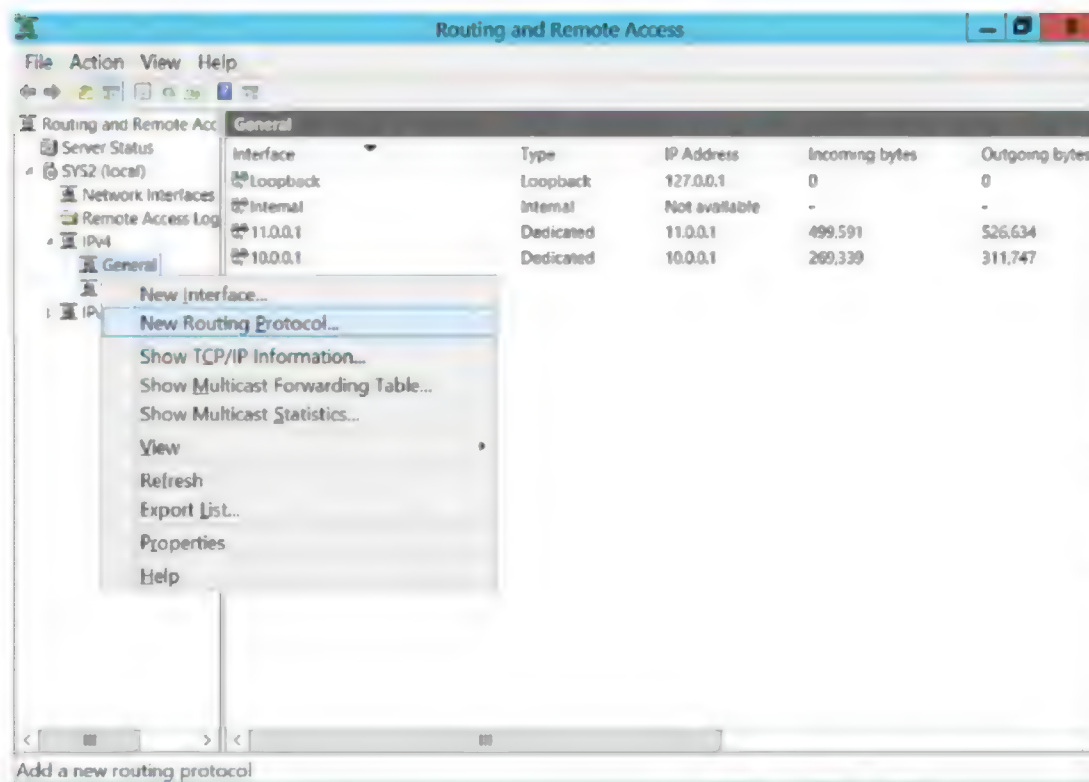 Routing and Remote Access
File Action View Help
Routing and Remote Acc
Server Status
SYS2 (local)
Network Interfaces
Remote Access Log
IPv4
General
IPv
General
Interface Type IP Address Incoming bytes Outgoing bytes
Loopback Loopback 127.0.0.1 0 0
Internal Internal Not available - -
11.0.0.1 Dedicated 11.0.0.1 499,591 526,634
10.0.0.1 Dedicated 10.0.0.1 269,339 311,747
New Interface...
New Routing Protocol...
Show TCP/IP Information...
Show Multicast Forwarding Table...
Show Multicast Statistics...
View
Refresh
Export List...
Properties
Help
Add a new routing protocol